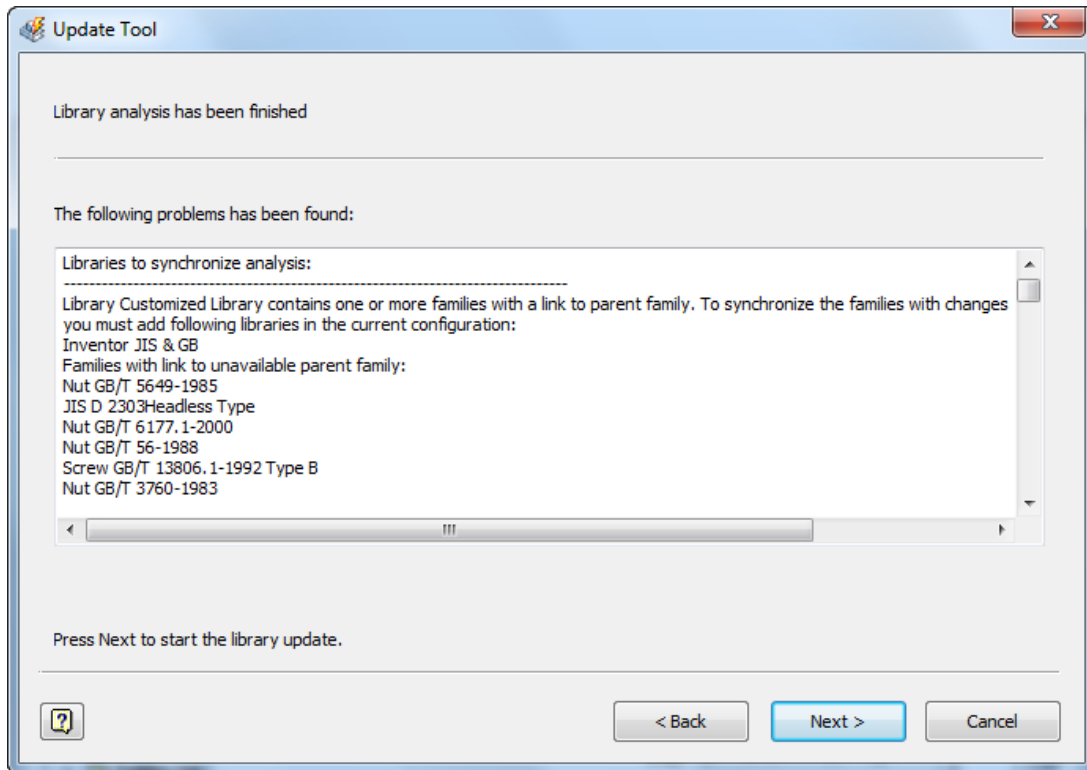 Update Tool
Library analysis has been finished
The following problems has been found:
Libraries to synchronize analysis:
--------------------------------------------------------------------------------
Library Customized Library contains one or more families with a link to parent family. To synchronize the families with changes
you must add following libraries in the current configuration:
Inventor JIS & GB
Families with link to unavailable parent family:
Nut GB/T 5649-1985
JIS D 2303Headless Type
Nut GB/T 6177.1-2000
Nut GB/T 56-1988
Screw GB/T 13806.1-1992 Type B
Nut GB/T 3760-1983
Press Next to start the library update.
< Back Next > Cancel